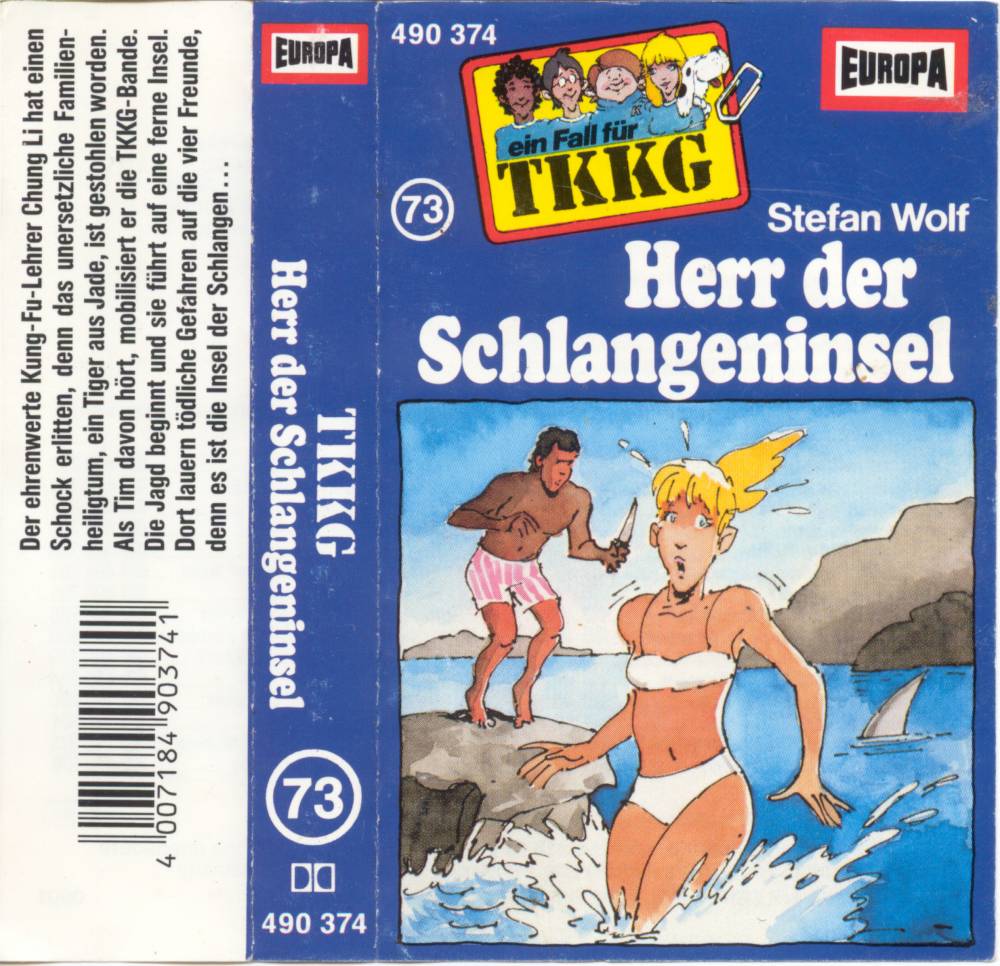 Der ehrenwerte Kung-Fu-Lehrer Chung Li hat einen
Schock erlitten, denn das unersetzliche Familien-
heiligtum, ein Tiger aus Jade, ist gestohlen worden.
Als Tim davon hört, mobilisiert er die TKKG-Bande.
Die Jagd beginnt und sie führt auf eine ferne Insel.
Dort lauern tödliche Gefahren auf die vier Freunde,
denn es ist die Insel der Schlangen...
4 007184 903741
EUROPA
TKKG
Herr der Schlangeninsel
73
490 374
490 374
K
ein Fall für
TKKG
EUROPA
73
Stefan Wolf
Herr der
Schlangeninsel